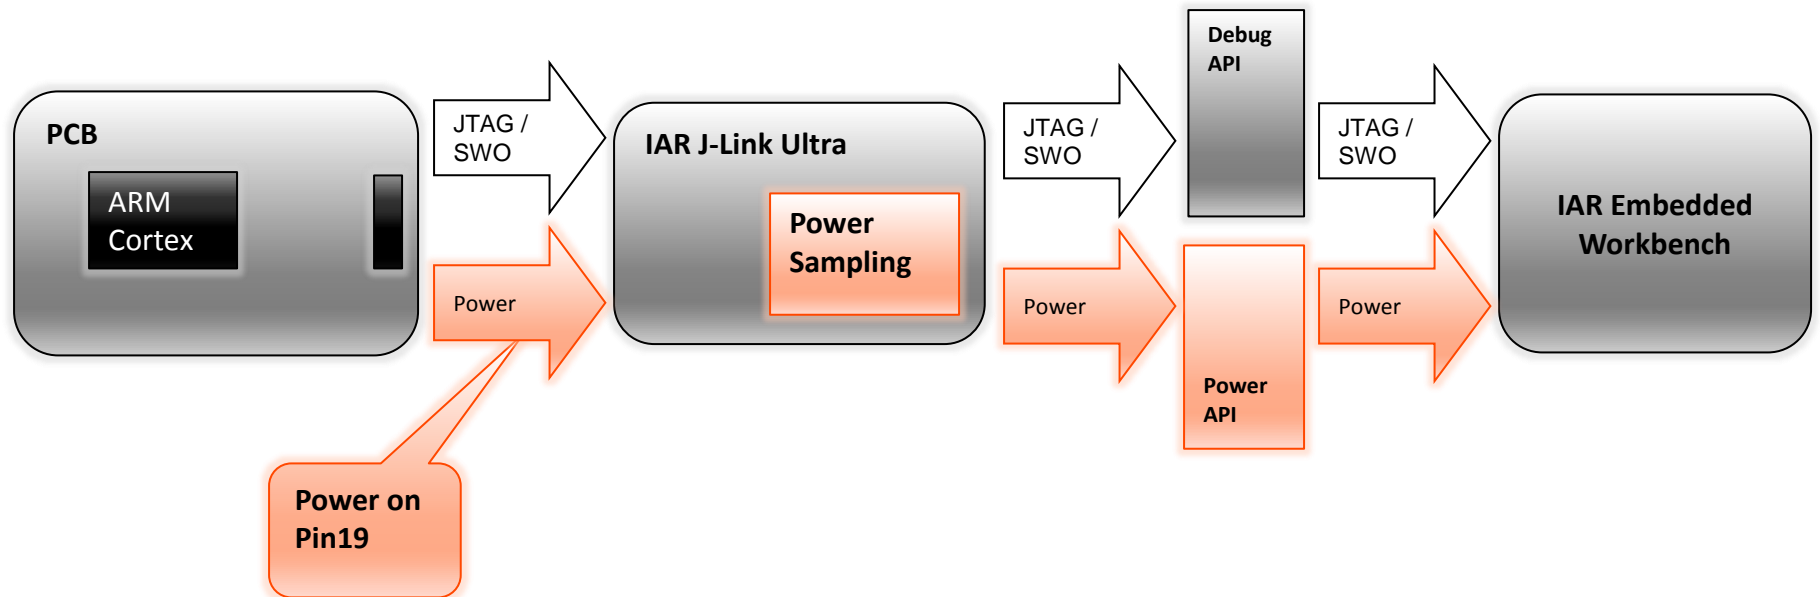 PCB
ARM
Cortex
JTAG /
SWO
Power
Power on
Pin19
IAR J-Link Ultra
Power
Sampling
JTAG /
SWO
Power
Debug
API
Power
API
JTAG /
SWO
Power
IAR Embedded
Workbench